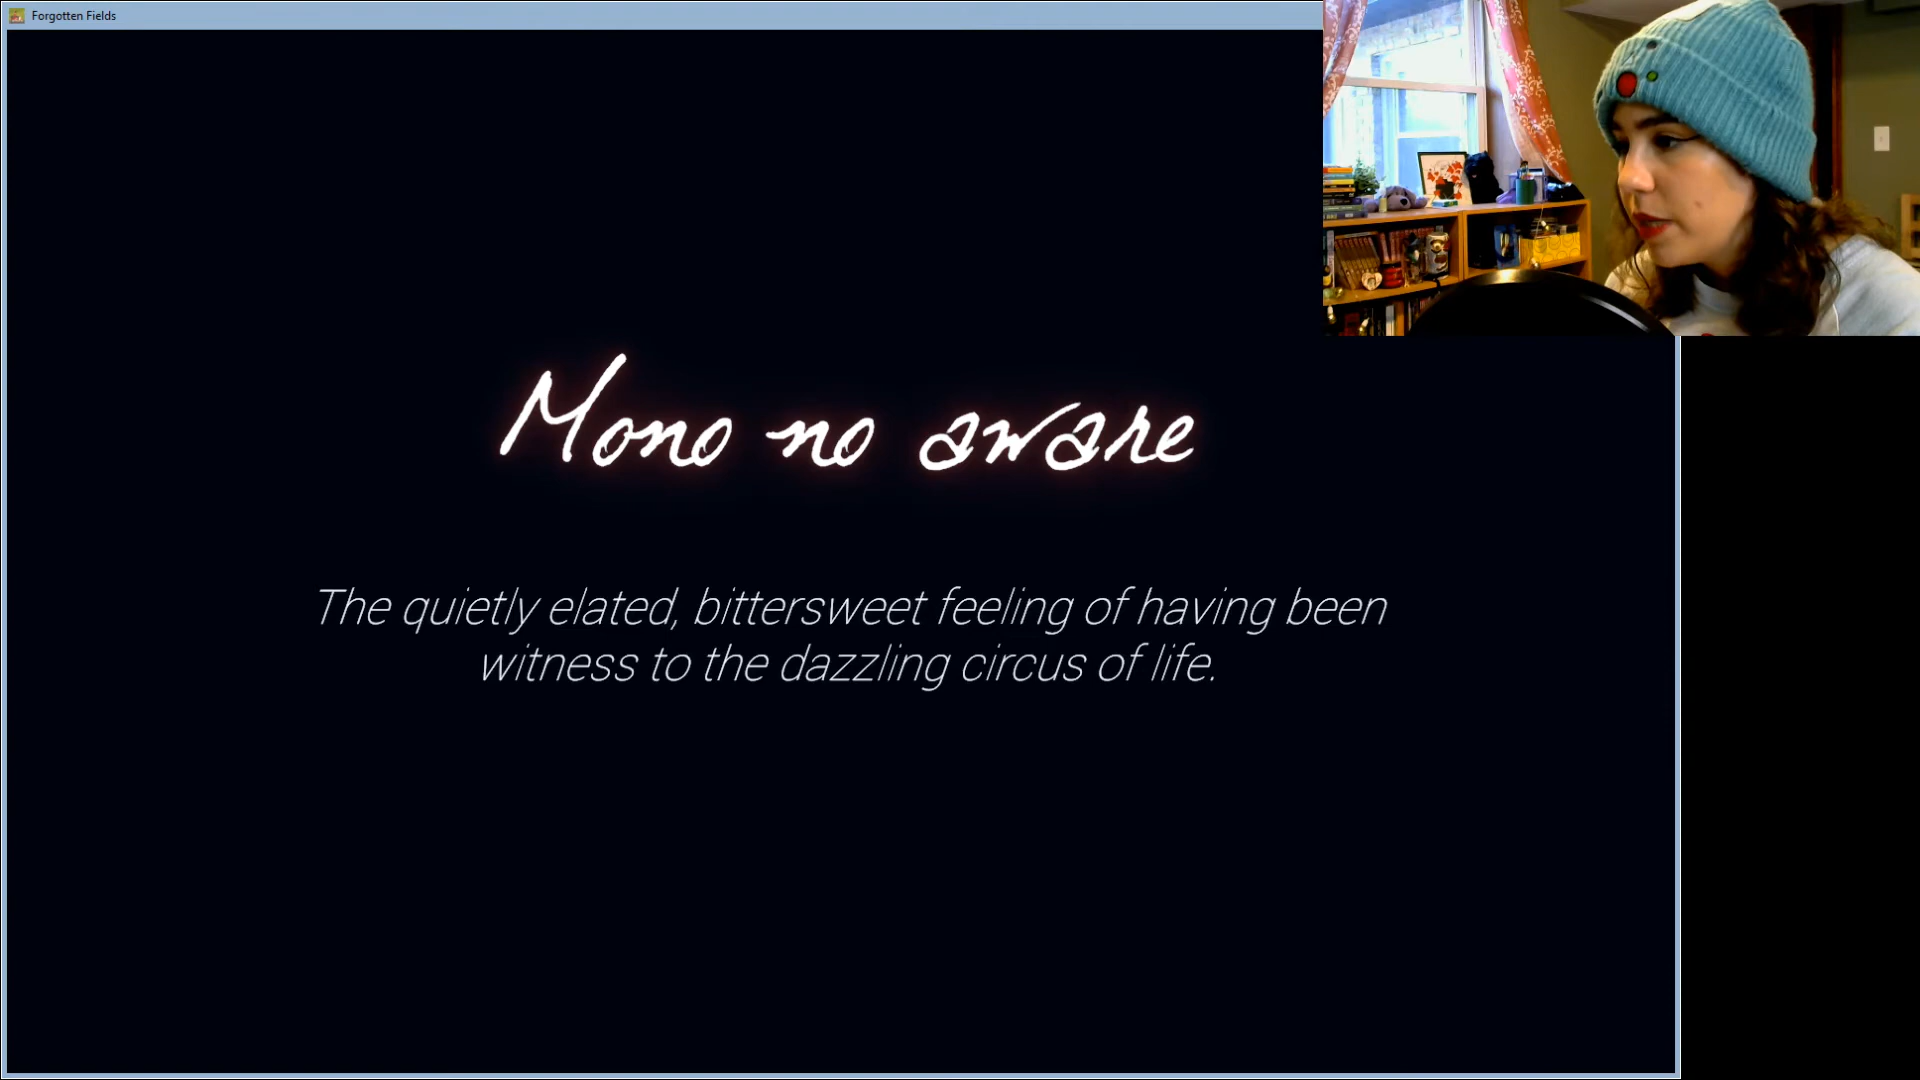 Forgotten Fields
Mono no aware
The quietly elated, bittersweet feeling of having been
witness to the dazzling circus of life.